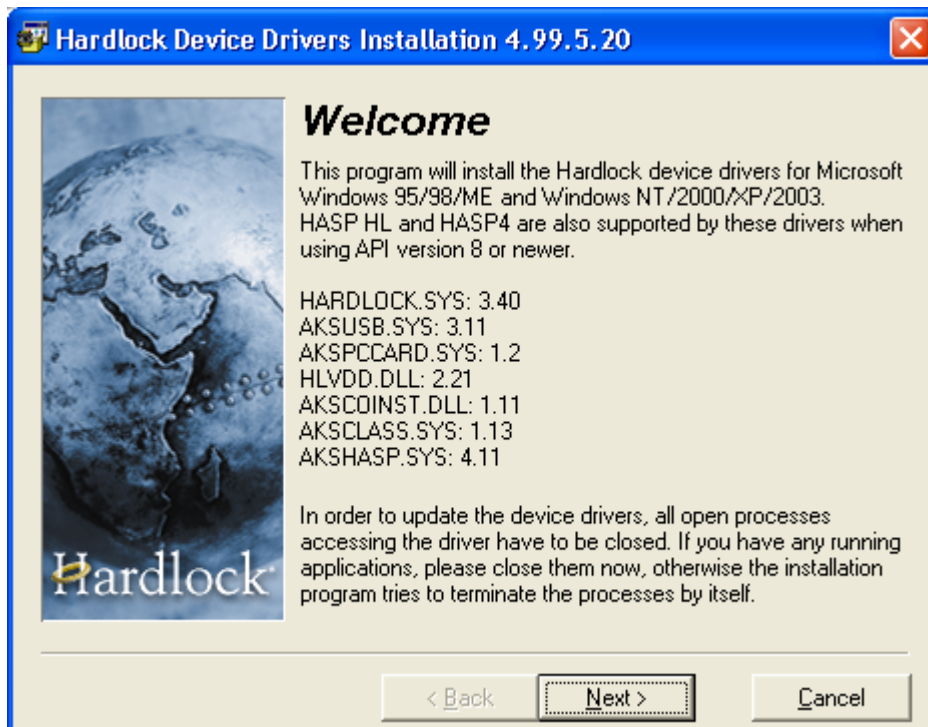 Hardlock Device Drivers Installation 4.99.5.20
Welcome
This program will install the Hardlock device drivers for Microsoft
Windows 95/98/ME and Windows NT/2000/XP/2003.
HASP HL and HASP4 are also supported by these drivers when
using API version 8 or newer.
HARDLOCK.SYS: 3.40
AKSUSB.SYS: 3.11
AKSPCCARD.SYS: 1.2
HLVDD.DLL: 2.21
AKSCOINST.DLL: 1.11
AKSCLASS.SYS: 1.13
AKSHASP.SYS: 4.11
In order to update the device drivers, all open processes
accessing the driver have to be closed. If you have any running
applications, please close them now, otherwise the installation
program tries to terminate the processes by itself.
Hardlock
< Back Next > Cancel